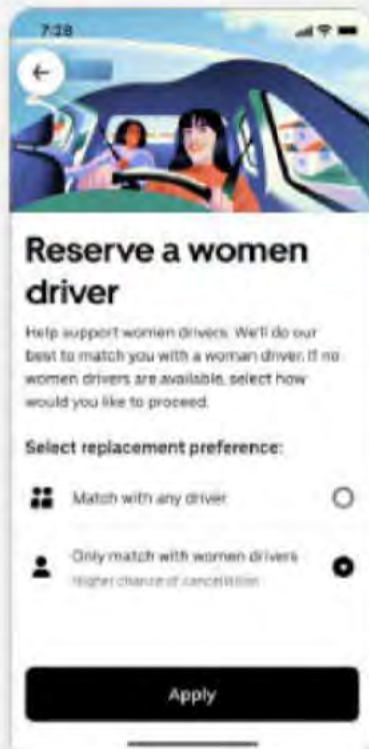 7:28
Reserve a women
driver
Help support women drivers. We'll do our
best to match you with a woman driver. If no
women drivers are available, select how
would you like to proceed.
Select replacement preference:
Match with any driver
Only match with women drivers
Higher chance of cancellation
Apply